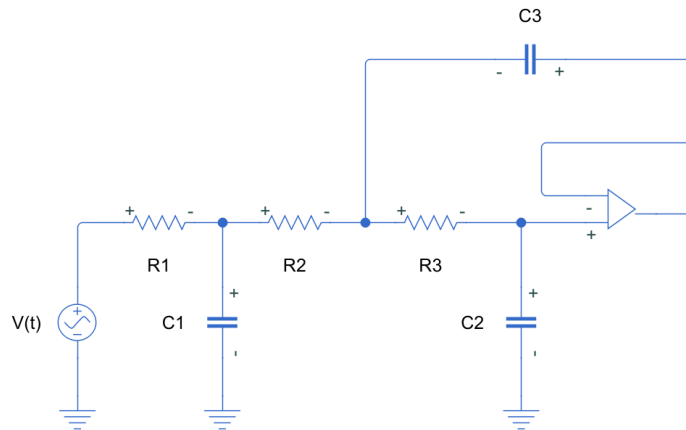 C3
- +
-
+ - + - + -
+
R1 R2 R3
+ +
V(t) + C1 C2
-
- -